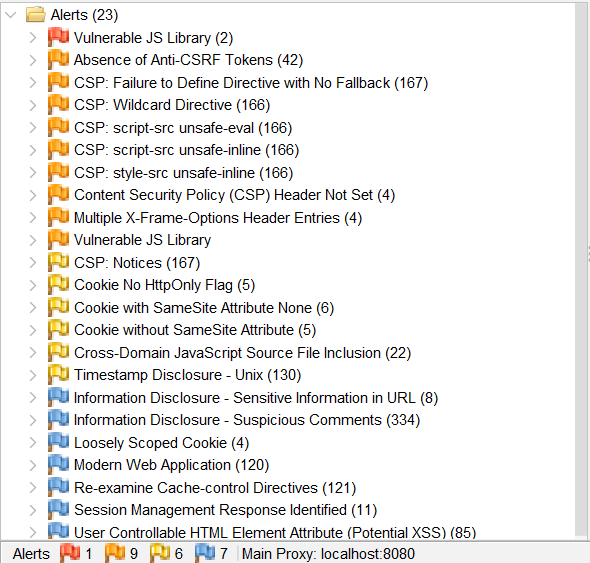 Alerts (23)
Vulnerable JS Library (2)
Absence of Anti-CSRF Tokens (42)
CSP: Failure to Define Directive with No Fallback (167)
CSP: Wildcard Directive (166)
CSP: script-src unsafe-eval (166)
CSP: script-src unsafe-inline (166)
CSP: style-src unsafe-inline (166)
Content Security Policy (CSP) Header Not Set (4)
Multiple X-Frame-Options Header Entries (4)
Vulnerable JS Library
CSP: Notices (167)
Cookie No HttpOnly Flag (5)
Cookie with SameSite Attribute None (6)
Cookie without SameSite Attribute (5)
Cross-Domain JavaScript Source File Inclusion (22)
Timestamp Disclosure - Unix (130)
Information Disclosure - Sensitive Information in URL (8)
Information Disclosure - Suspicious Comments (334)
Loosely Scoped Cookie (4)
Modern Web Application (120)
Re-examine Cache-control Directives (121)
Session Management Response Identified (11)
User Controllable HTML Element Attribute (Potential XSS) (85)
Alerts 1 9 6 7 Main Proxy: localhost:8080